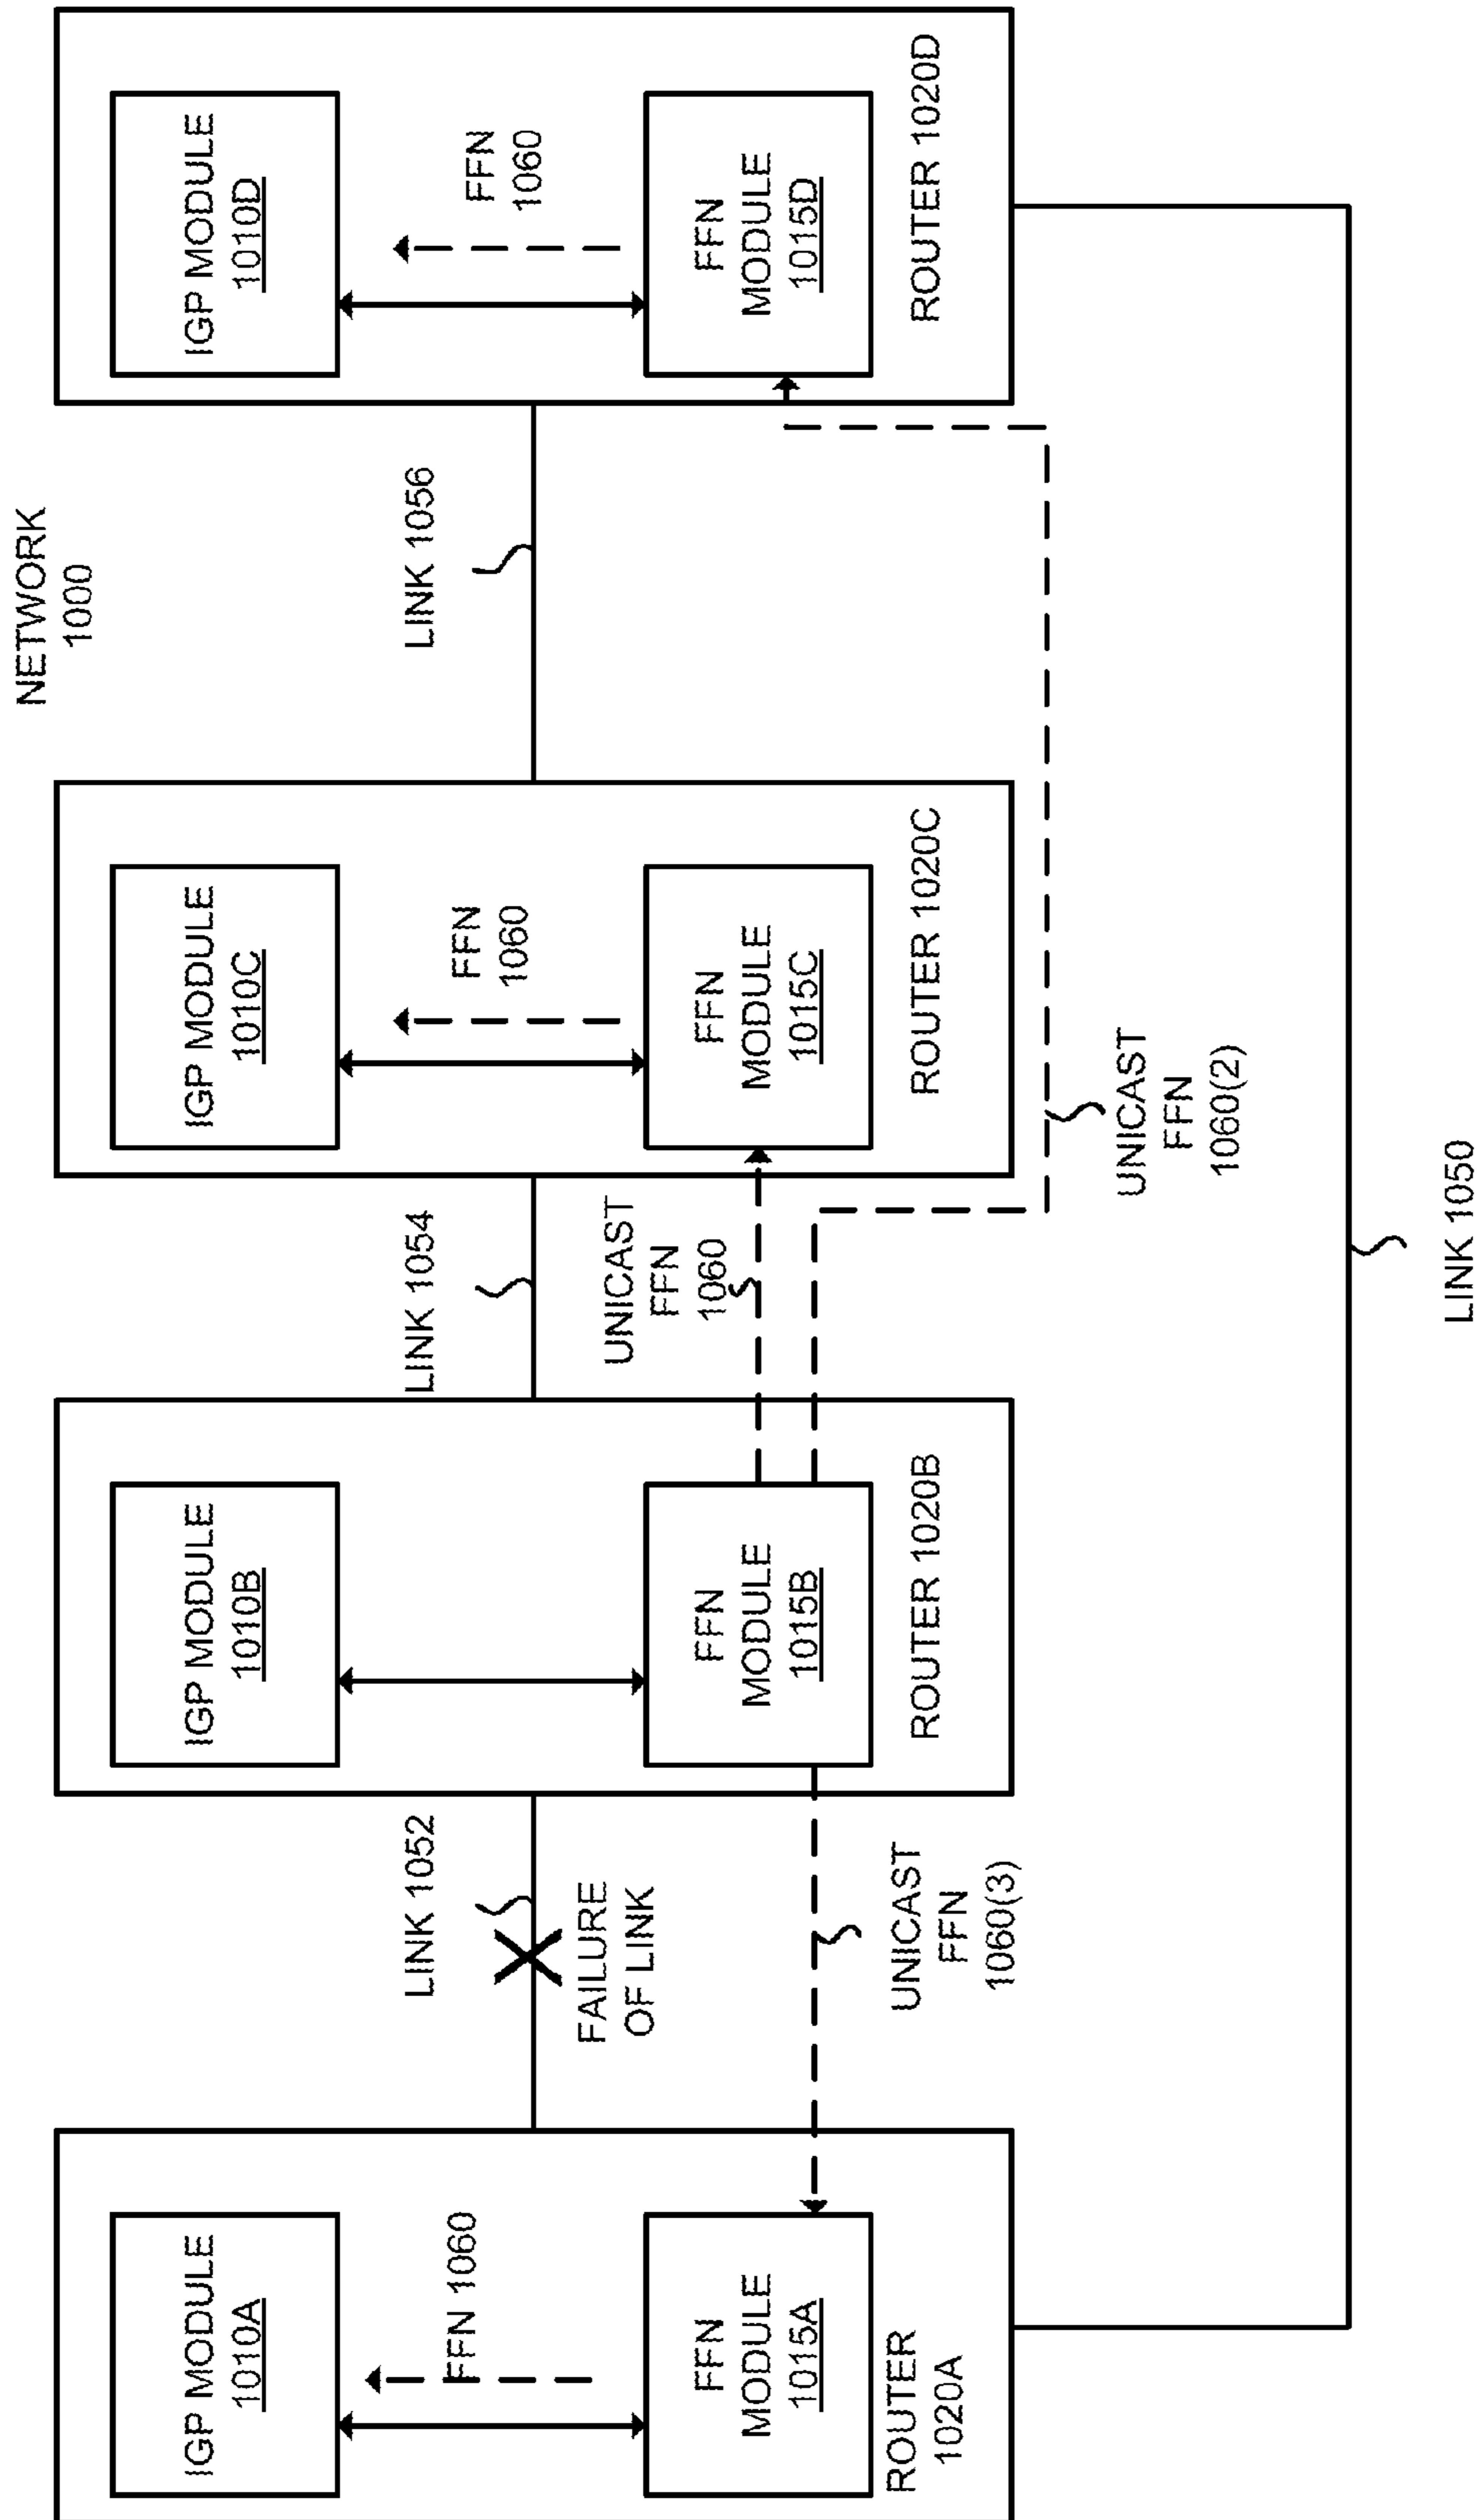 NETWORK
1000
IGP MODULE
1010A
FFN 1060
FFN
MODULE
1015A
ROUTER
1020A
LINK 1052
FAILURE
OF LINK
UNICAST
FFN
1060(3)
IGP MODULE
1010B
FFN
MODULE
1015B
ROUTER 1020B
LINK 1054
UNICAST
FFN
1060
IGP MODULE
1010C
FFN
1060
FFN
MODULE
1015C
ROUTER 1020C
UNICAST
FFN
1060(2)
LINK 1056
IGP MODULE
1010D
FFN
1060
FFN
MODULE
1015D
ROUTER 1020D
LINK 1050